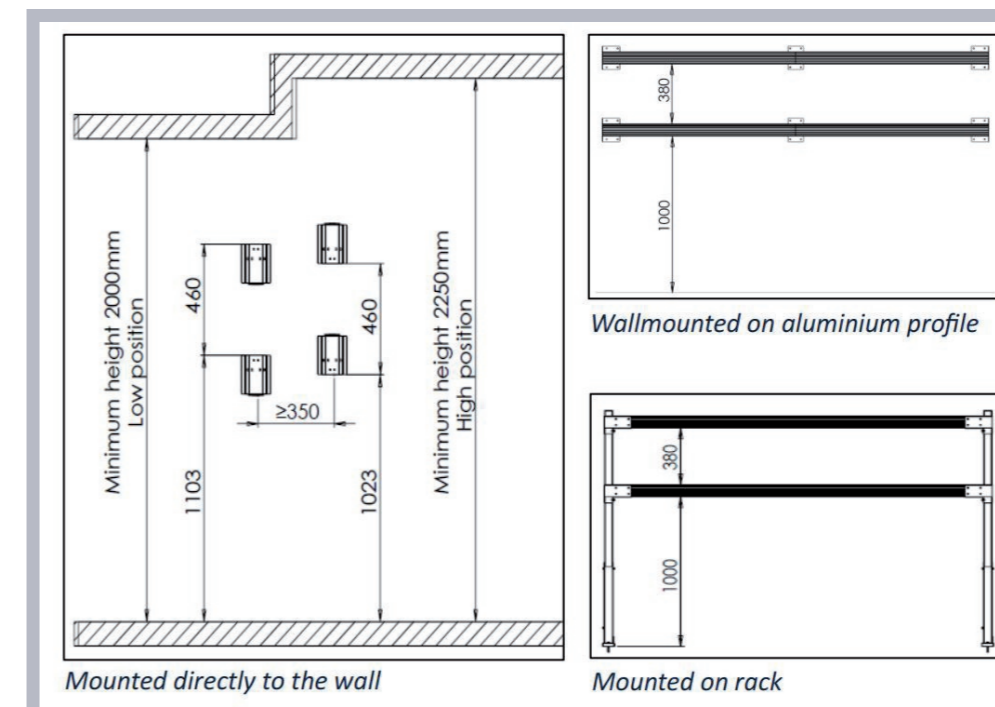 Minimum height 2000mm
Low position
460
1103
≥350
460
1023
Minimum height 2250mm
High position
Mounted directly to the wall
380
1000
Wallmounted on aluminium profile
380
1000
Mounted on rack